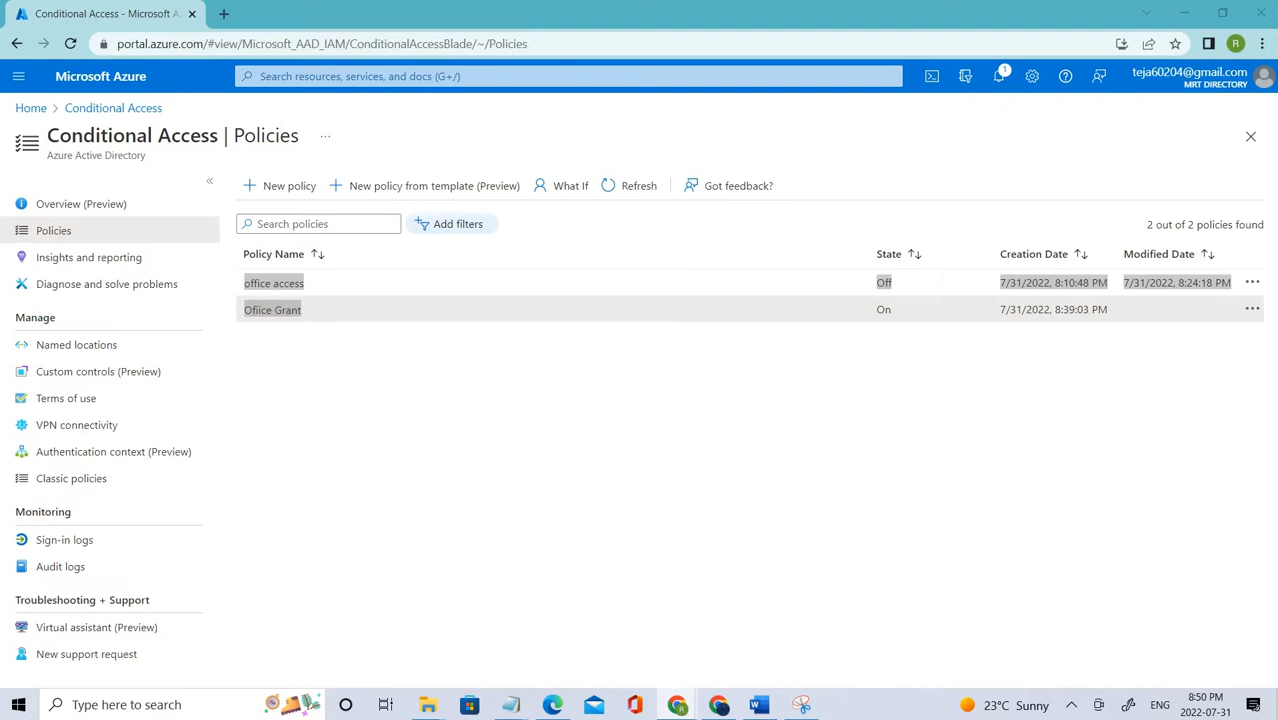 Conditional Access - Microsoft A
portal.azure.com/#view/Microsoft_AAD_IAM/ConditionalAccessBlade/~/Policies
R
Microsoft Azure
Search resources, services, and docs (G+/)
1
teja60204@gmail.com
MRT DIRECTORY
Home > Conditional Access
Conditional Access | Policies ...
Azure Active Directory
«
New policy
New policy from template (Preview)
What If
Refresh
Got feedback?
Overview (Preview)
Policies
Insights and reporting
Diagnose and solve problems
Manage
Named locations
Custom controls (Preview)
Terms of use
VPN connectivity
Authentication context (Preview)
Classic policies
Monitoring
Sign-in logs
Audit logs
Troubleshooting + Support
Virtual assistant (Preview)
New support request
Search policies
Add filters
2 out of 2 policies found
Policy Name State Creation Date Modified Date
office access Off 7/31/2022, 8:10:48 PM 7/31/2022, 8:24:18 PM ...
Ofiice Grant On 7/31/2022, 8:39:03 PM ...
Type here to search
23°C Sunny
ENG
8:50 PM
2022-07-31